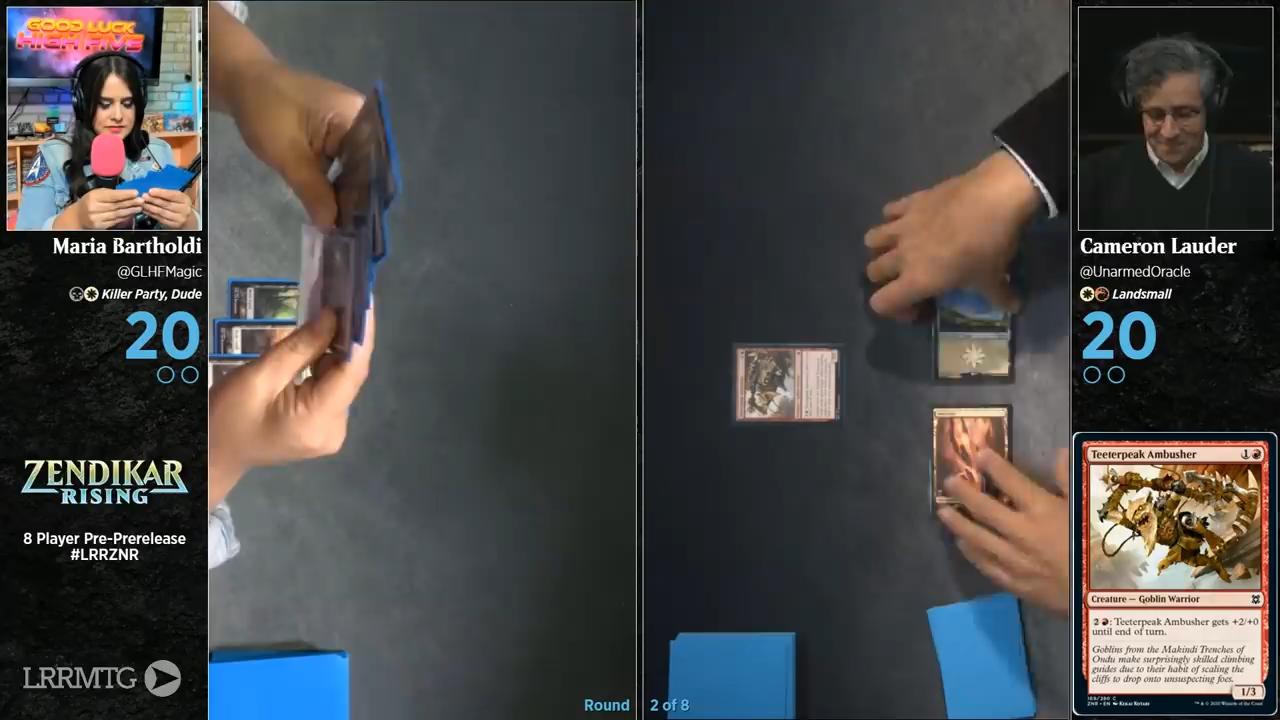 GOOD LUCK
HIGH FIVE
Maria Bartholdi
@GLHFMagic
Killer Party, Dude
20
ZENDIKAR
RISING
8 Player Pre-Prerelease
#LRRZNR
LRRMTG
Round 2 of 8
Cameron Lauder
@UnarmedOracle
Landsmall
20
Teeterpeak Ambusher 1
Creature — Goblin Warrior
2 R: Teeterpeak Ambusher gets +2/+0
until end of turn.
Goblins from the Makindi Trenches of
Ondu make surprisingly skilled climbing
guides due to their habit of scaling the
cliffs to drop onto unsuspecting foes.
1/3